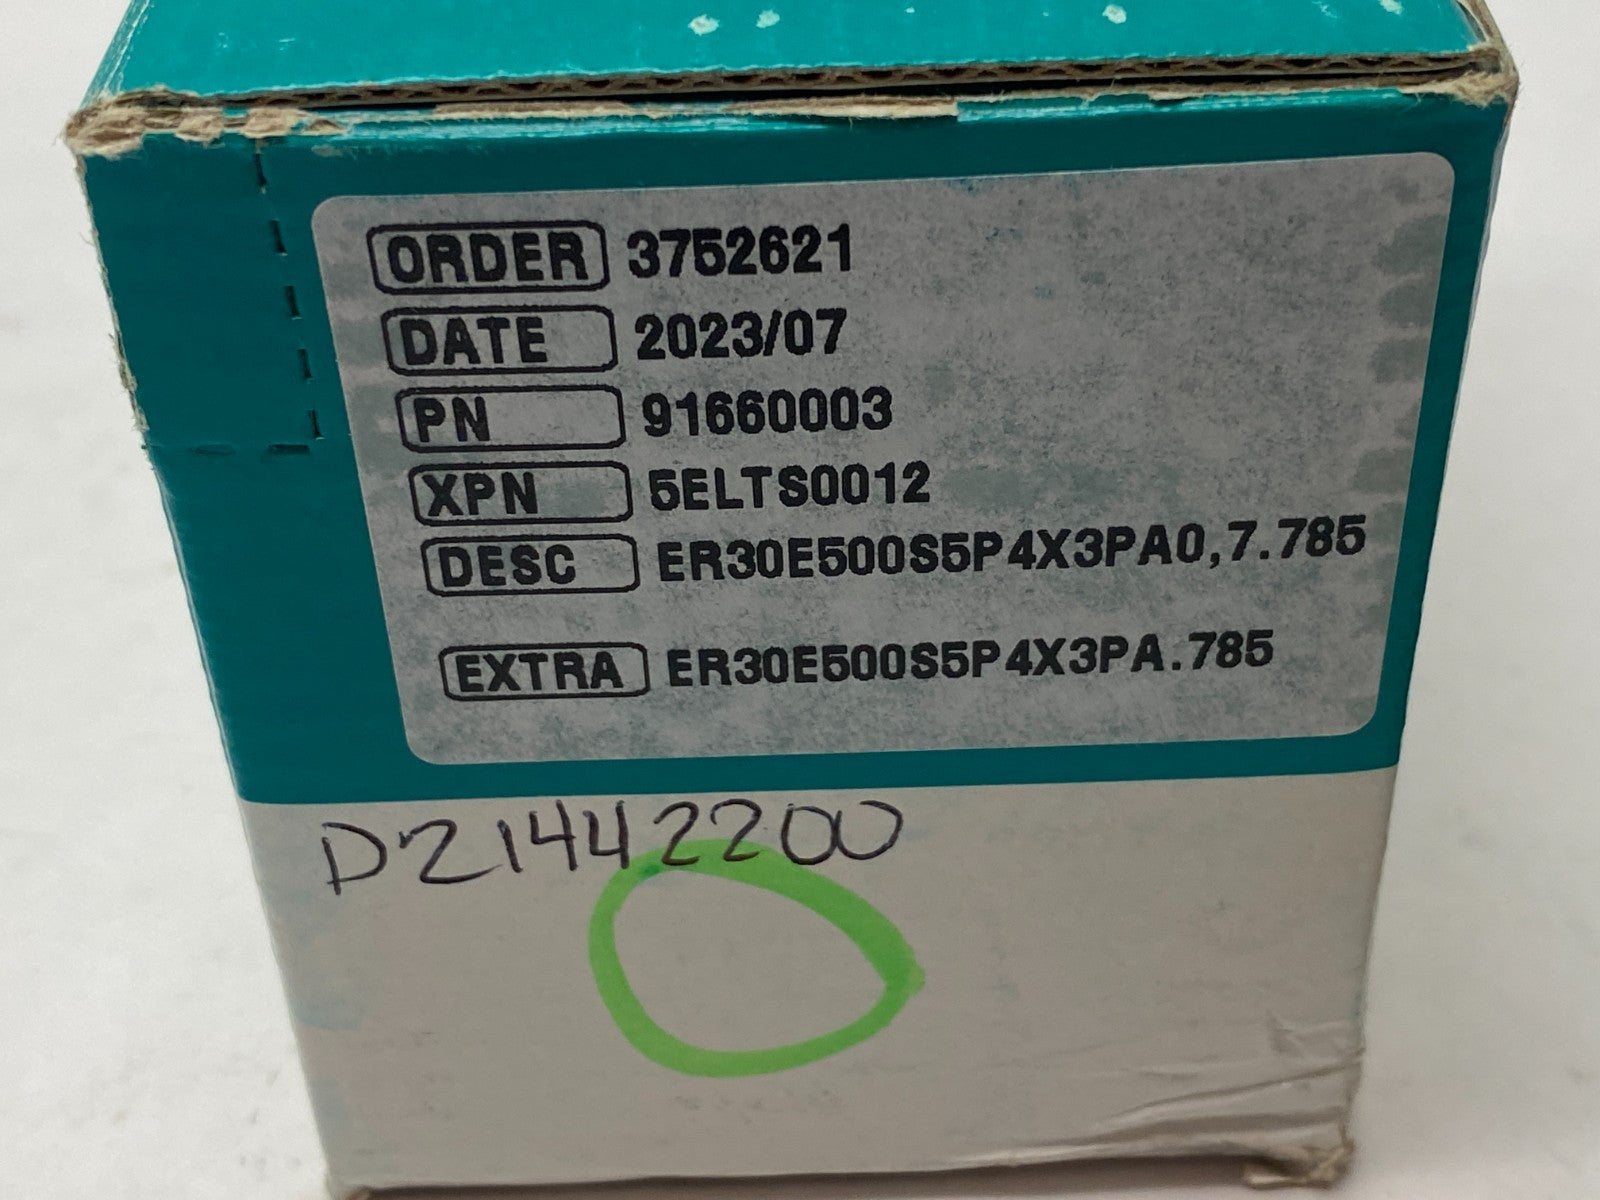 ORDER 3752621
DATE 2023/07
PN 91660003
XPN 5ELTS0012
DESC ER30E500S5P4X3PA0,7.785
EXTRA ER30E500S5P4X3PA.785
D21442200